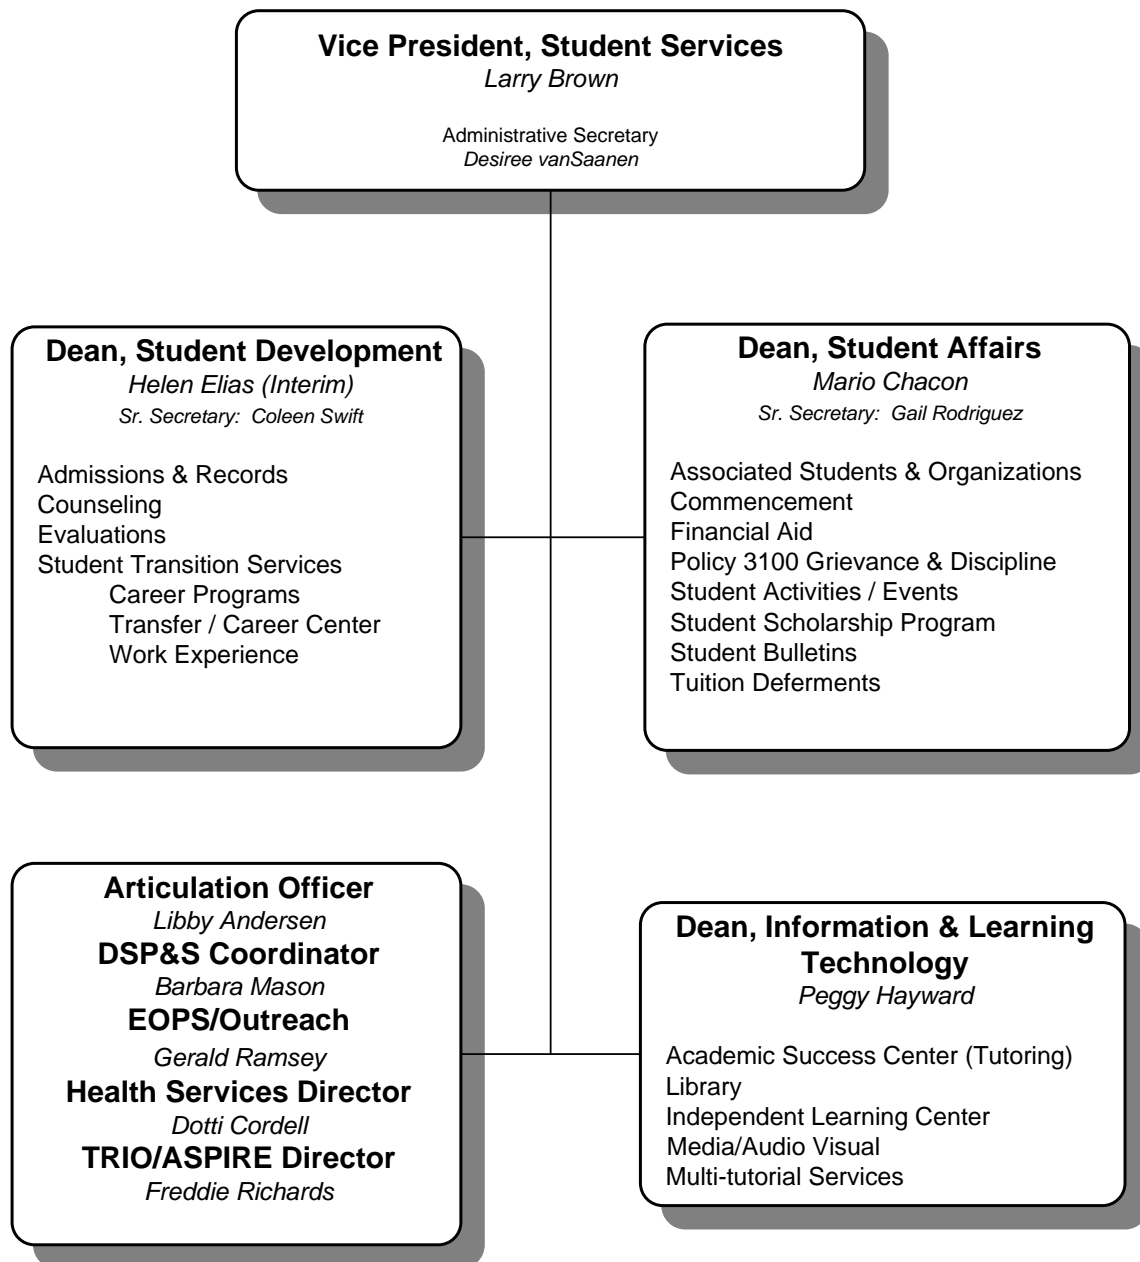 Vice President, Student Services
Larry Brown
Administrative Secretary
Desiree vanSaanen
Dean, Student Development
Helen Elias (Interim)
Sr. Secretary: Coleen Swift
Admissions & Records
Counseling
Evaluations
Student Transition Services
Career Programs
Transfer / Career Center
Work Experience
Dean, Student Affairs
Mario Chacon
Sr. Secretary: Gail Rodriguez
Associated Students & Organizations
Commencement
Financial Aid
Policy 3100 Grievance & Discipline
Student Activities / Events
Student Scholarship Program
Student Bulletins
Tuition Deferments
Articulation Officer
Libby Andersen
DSP&S Coordinator
Barbara Mason
EOPS/Outreach
Gerald Ramsey
Health Services Director
Dotti Cordell
TRIO/ASPIRE Director
Freddie Richards
Dean, Information & Learning
Technology
Peggy Hayward
Academic Success Center (Tutoring)
Library
Independent Learning Center
Media/Audio Visual
Multi-tutorial Services